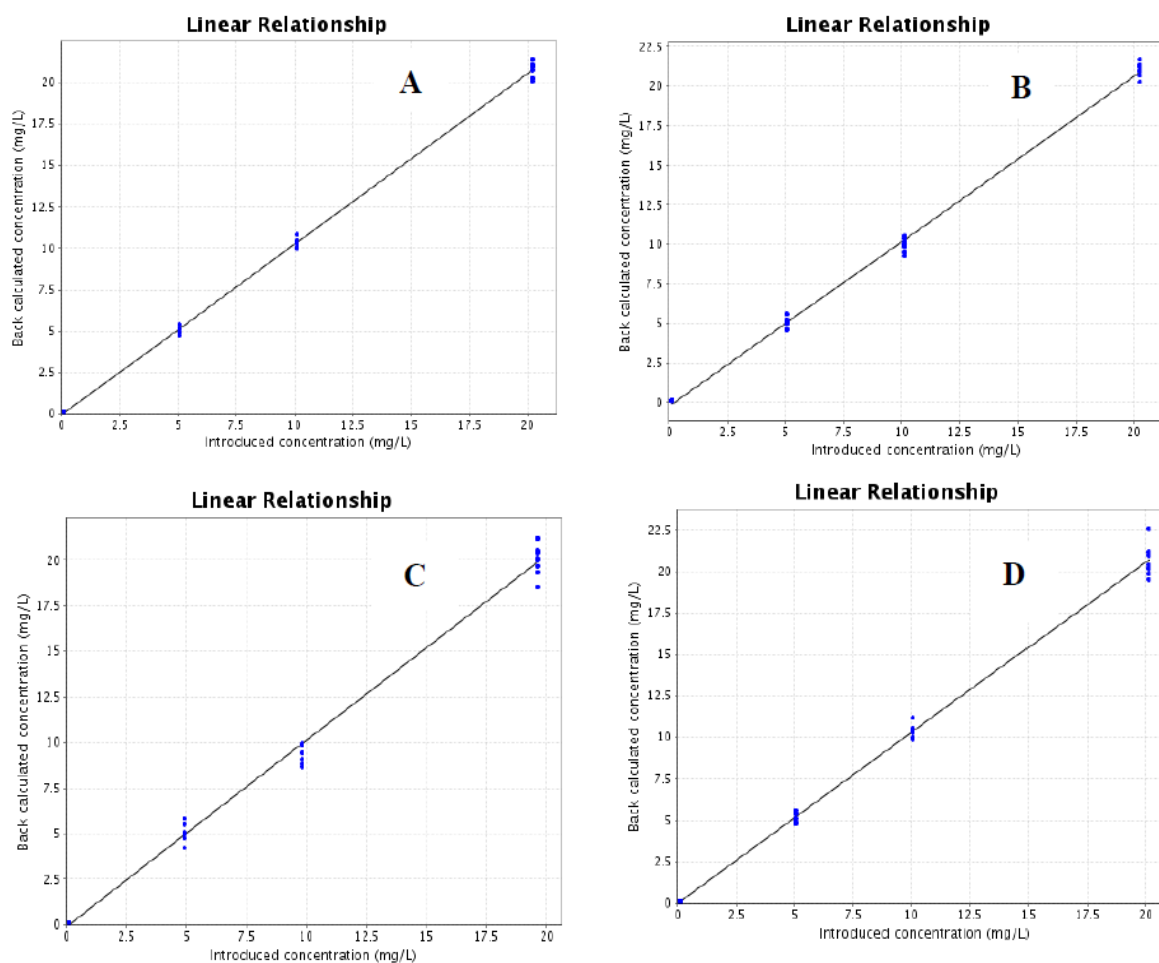 Linear Relationship
A
Back calculated concentration (mg/L)
20
17.5
15
12.5
10
7.5
5
2.5
0
0 2.5 5 7.5 10 12.5 15 17.5 20
Introduced concentration (mg/L)
Linear Relationship
B
Back calculated concentration (mg/L)
22.5
20
17.5
15
12.5
10
7.5
5
2.5
0
0 2.5 5 7.5 10 12.5 15 17.5 20
Introduced concentration (mg/L)
Linear Relationship
C
Back calculated concentration (mg/L)
20
17.5
15
12.5
10
7.5
5
2.5
0
0 2.5 5 7.5 10 12.5 15 17.5 20
Introduced concentration (mg/L)
Linear Relationship
D
Back calculated concentration (mg/L)
22.5
20
17.5
15
12.5
10
7.5
5
2.5
0
0 2.5 5 7.5 10 12.5 15 17.5 20
Introduced concentration (mg/L)